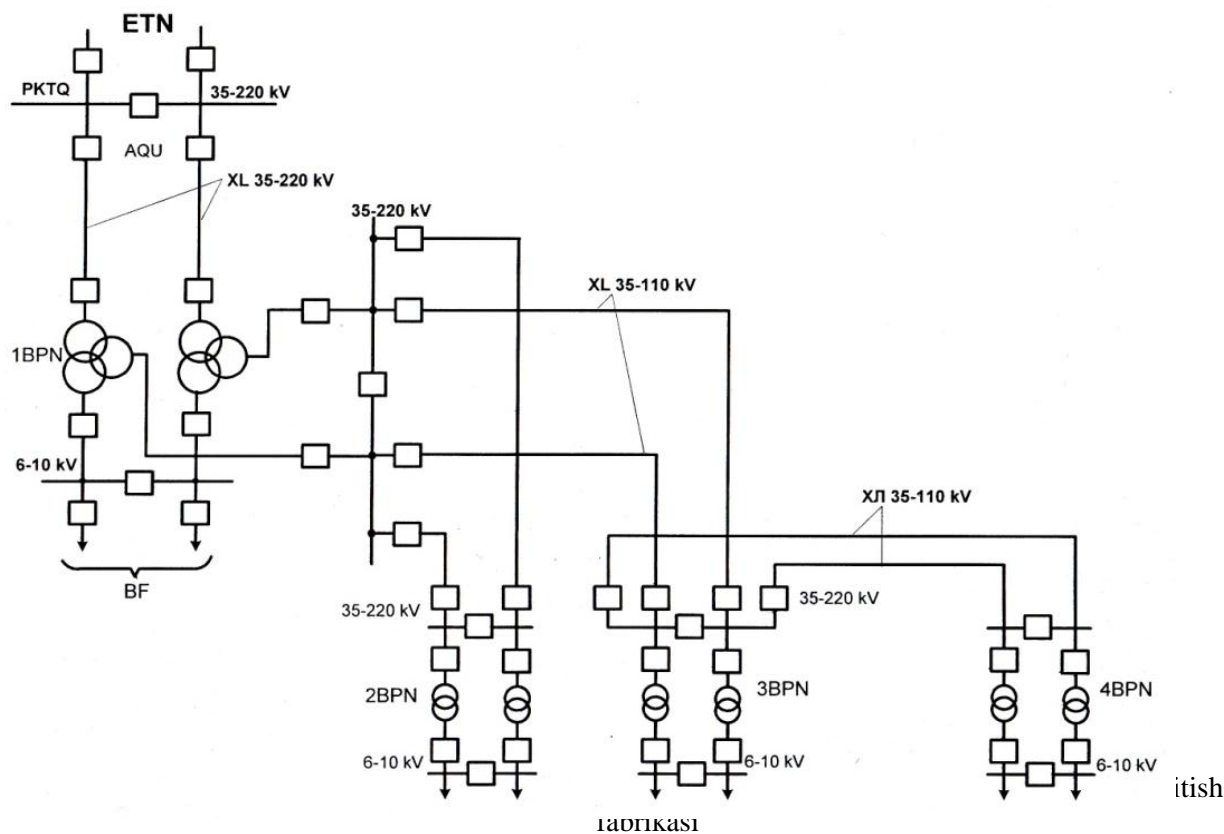 ETN
PKTQ
35-220 kV
AQU
XL 35-220 kV
35-220 kV
XL 35-110 kV
1BPN
6-10 kV
ХЛ 35-110 kV
BF
35-220 kV
35-220 kV
2BPN
3BPN
4BPN
6-10 kV
6-10 kV
6-10 kV
itish
fabrikasi